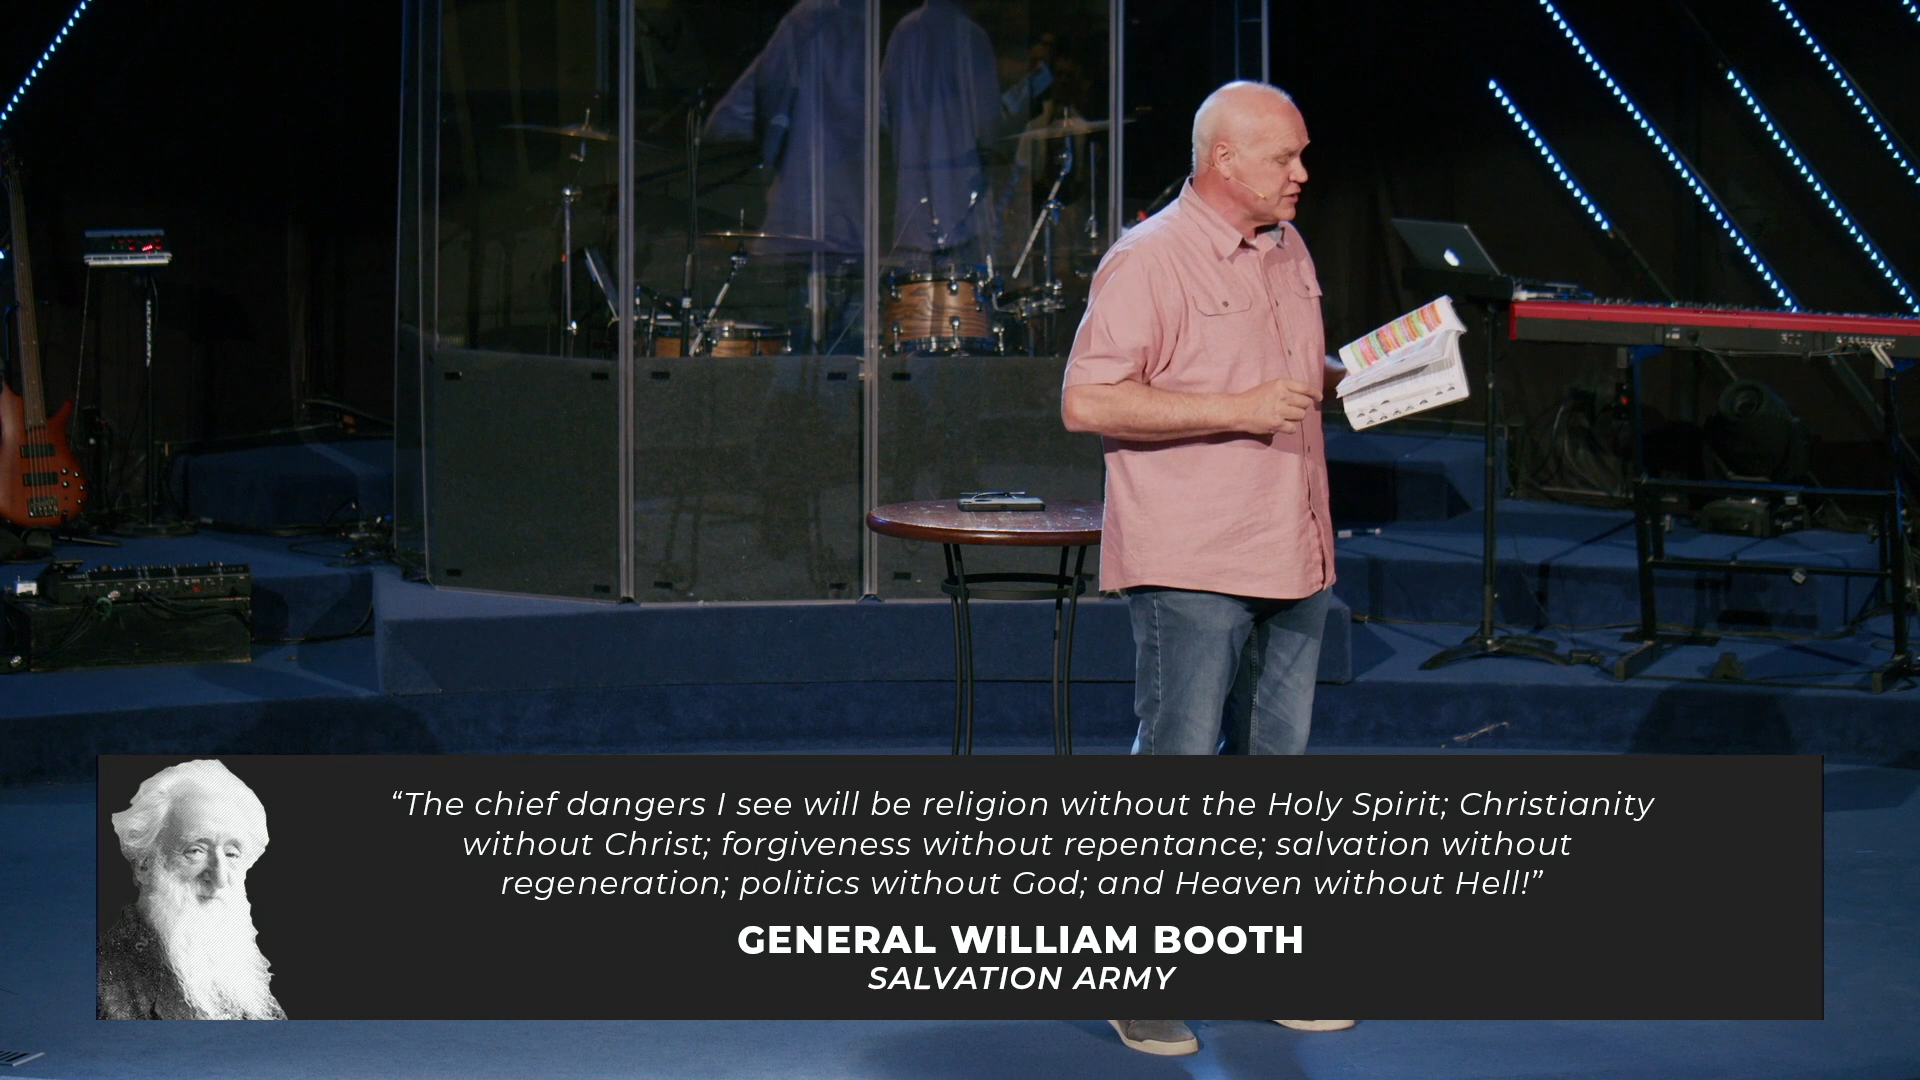 “The chief dangers I see will be religion without the Holy Spirit; Christianity
without Christ; forgiveness without repentance; salvation without
regeneration; politics without God; and Heaven without Hell!”
GENERAL WILLIAM BOOTH
SALVATION ARMY